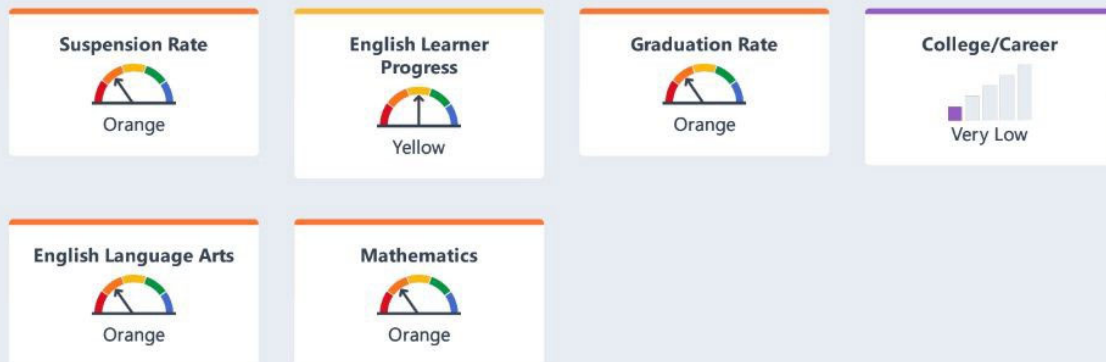 Suspension Rate
Orange
English Learner
Progress
Yellow
Graduation Rate
Orange
College/Career
Very Low
English Language Arts
Orange
Mathematics
Orange